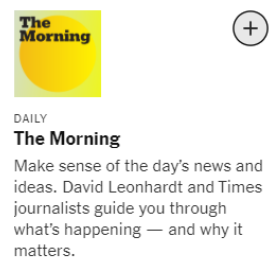 The
Morning
DAILY
The Morning
Make sense of the day's news and
ideas. David Leonhardt and Times
journalists guide you through
what's happening — and why it
matters.